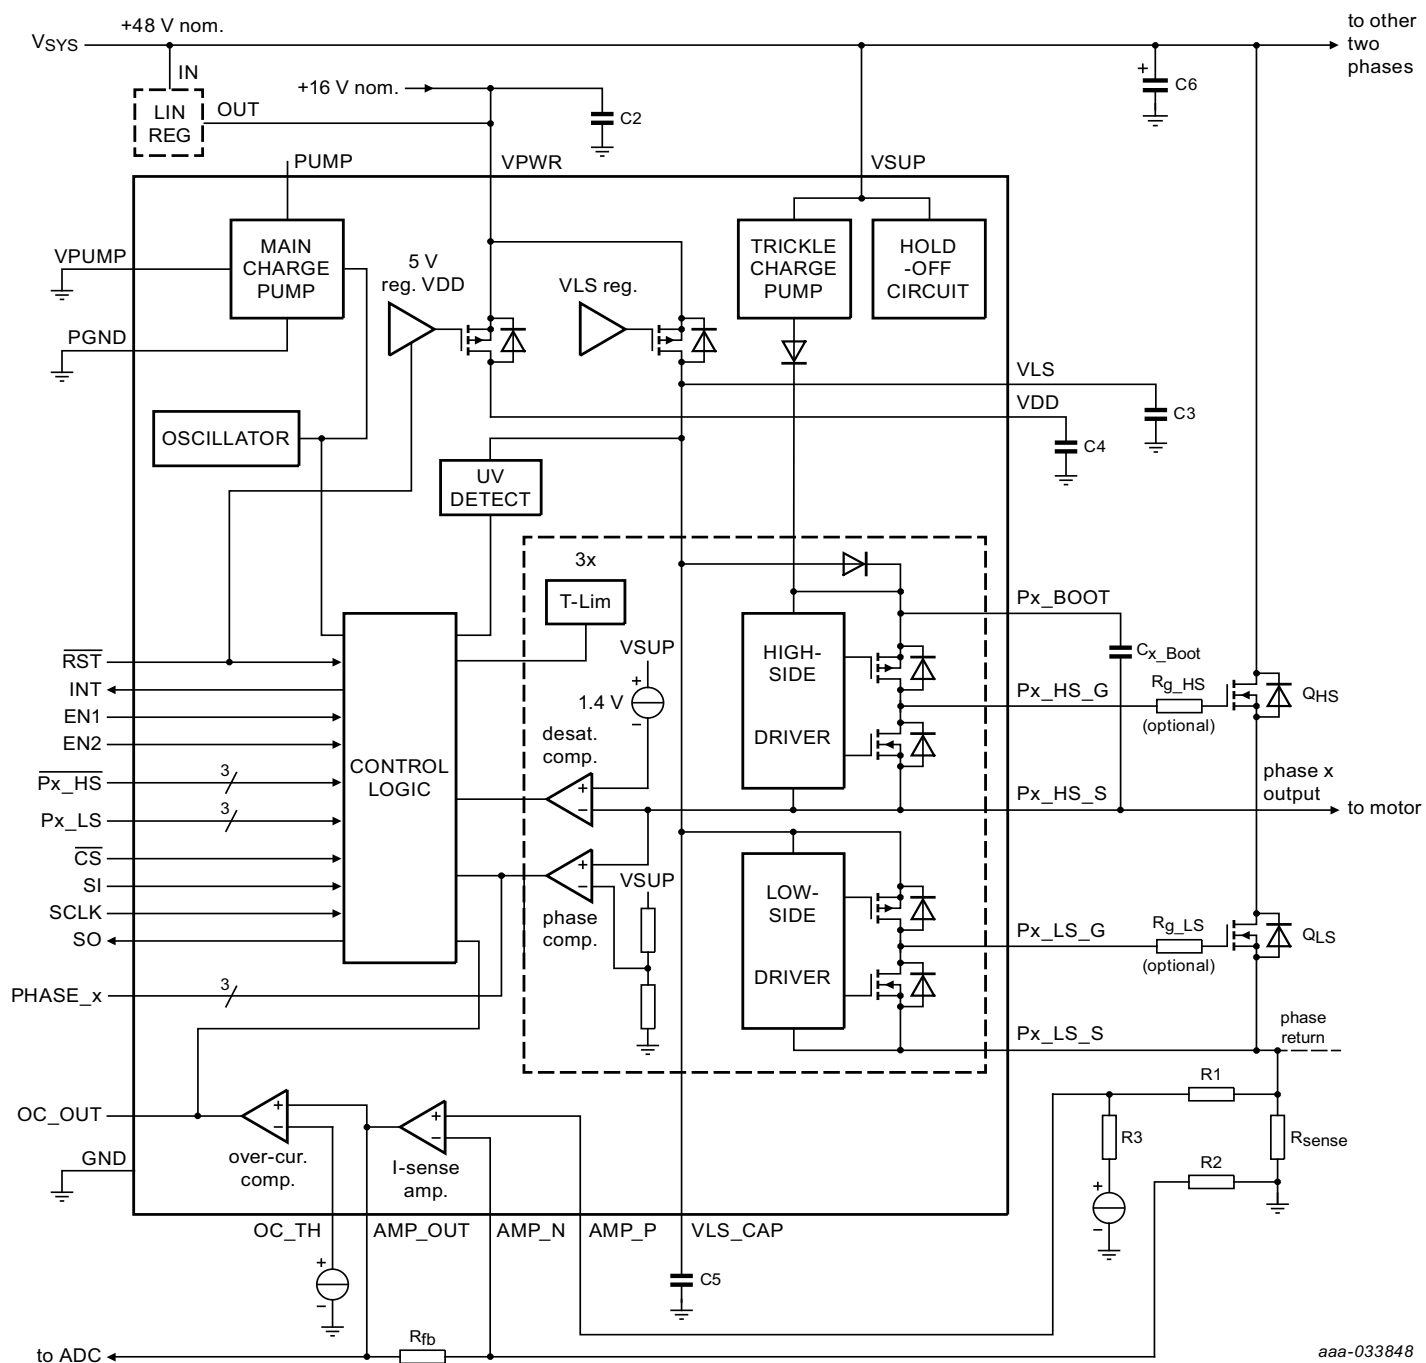 +48 V nom.
VSYS
to other
two
phases
IN
LIN
REG
OUT
+16 V nom.
C2
C6
PUMP
VPWR
VSUP
VPUMP
MAIN
CHARGE
PUMP
5 V
reg. VDD
VLS reg.
TRICKLE
CHARGE
PUMP
HOLD
-OFF
CIRCUIT
PGND
VLS
VDD
C3
C4
OSCILLATOR
UV
DETECT
3x
T-Lim
VSUP
1.4 V
+
−
desat.
comp.
+
−
HIGH-
SIDE
DRIVER
Px_BOOT
Cx_Boot
Px_HS_G
Rg_HS
(optional)
QHS
RST
INT
EN1
EN2
Px_HS
3
Px_LS
3
CS
SI
SCLK
SO
PHASE_x
3
CONTROL
LOGIC
Px_HS_S
phase x
output
to motor
+
−
phase
comp.
VSUP
LOW-
SIDE
DRIVER
Px_LS_G
Rg_LS
(optional)
QLS
Px_LS_S
phase
return
R1
R3
Rsense
R2
+
−
OC_OUT
+
−
over-cur.
comp.
+
−
I-sense
amp.
GND
OC_TH
AMP_OUT
AMP_N
AMP_P
VLS_CAP
+
−
C5
Rfb
to ADC
+
aaa-033848